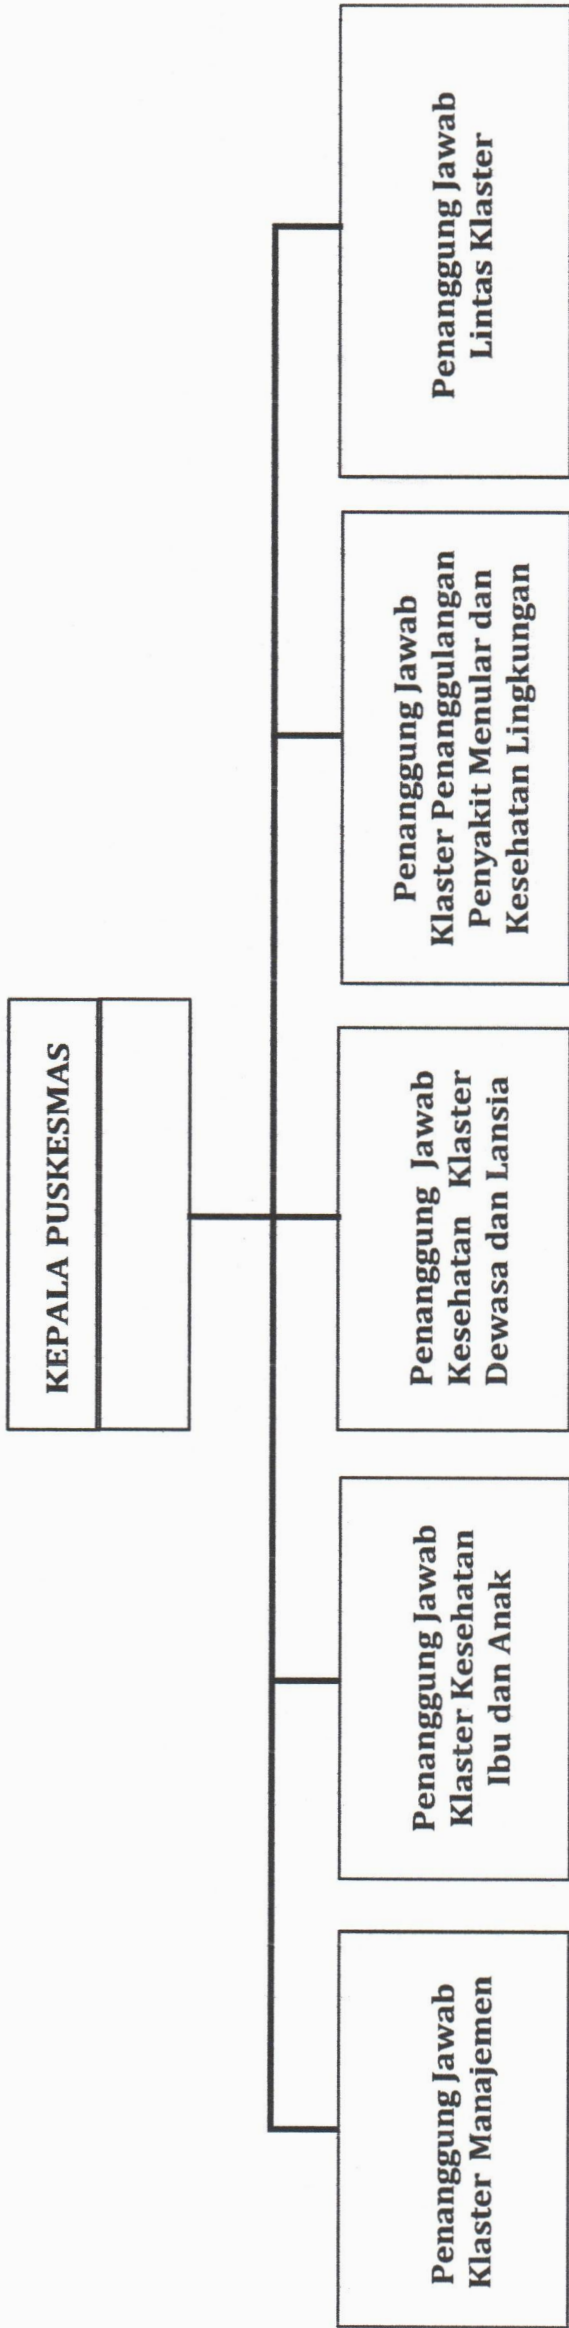 KEPALA PUSKESMAS
Penanggung Jawab
Klaster Manajemen
Penanggung Jawab
Klaster Kesehatan
Ibu dan Anak
Penanggung Jawab
Kesehatan Klaster
Dewasa dan Lansia
Penanggung Jawab
Klaster Penanggulangan
Penyakit Menular dan
Kesehatan Lingkungan
Penanggung Jawab
Lintas Klaster